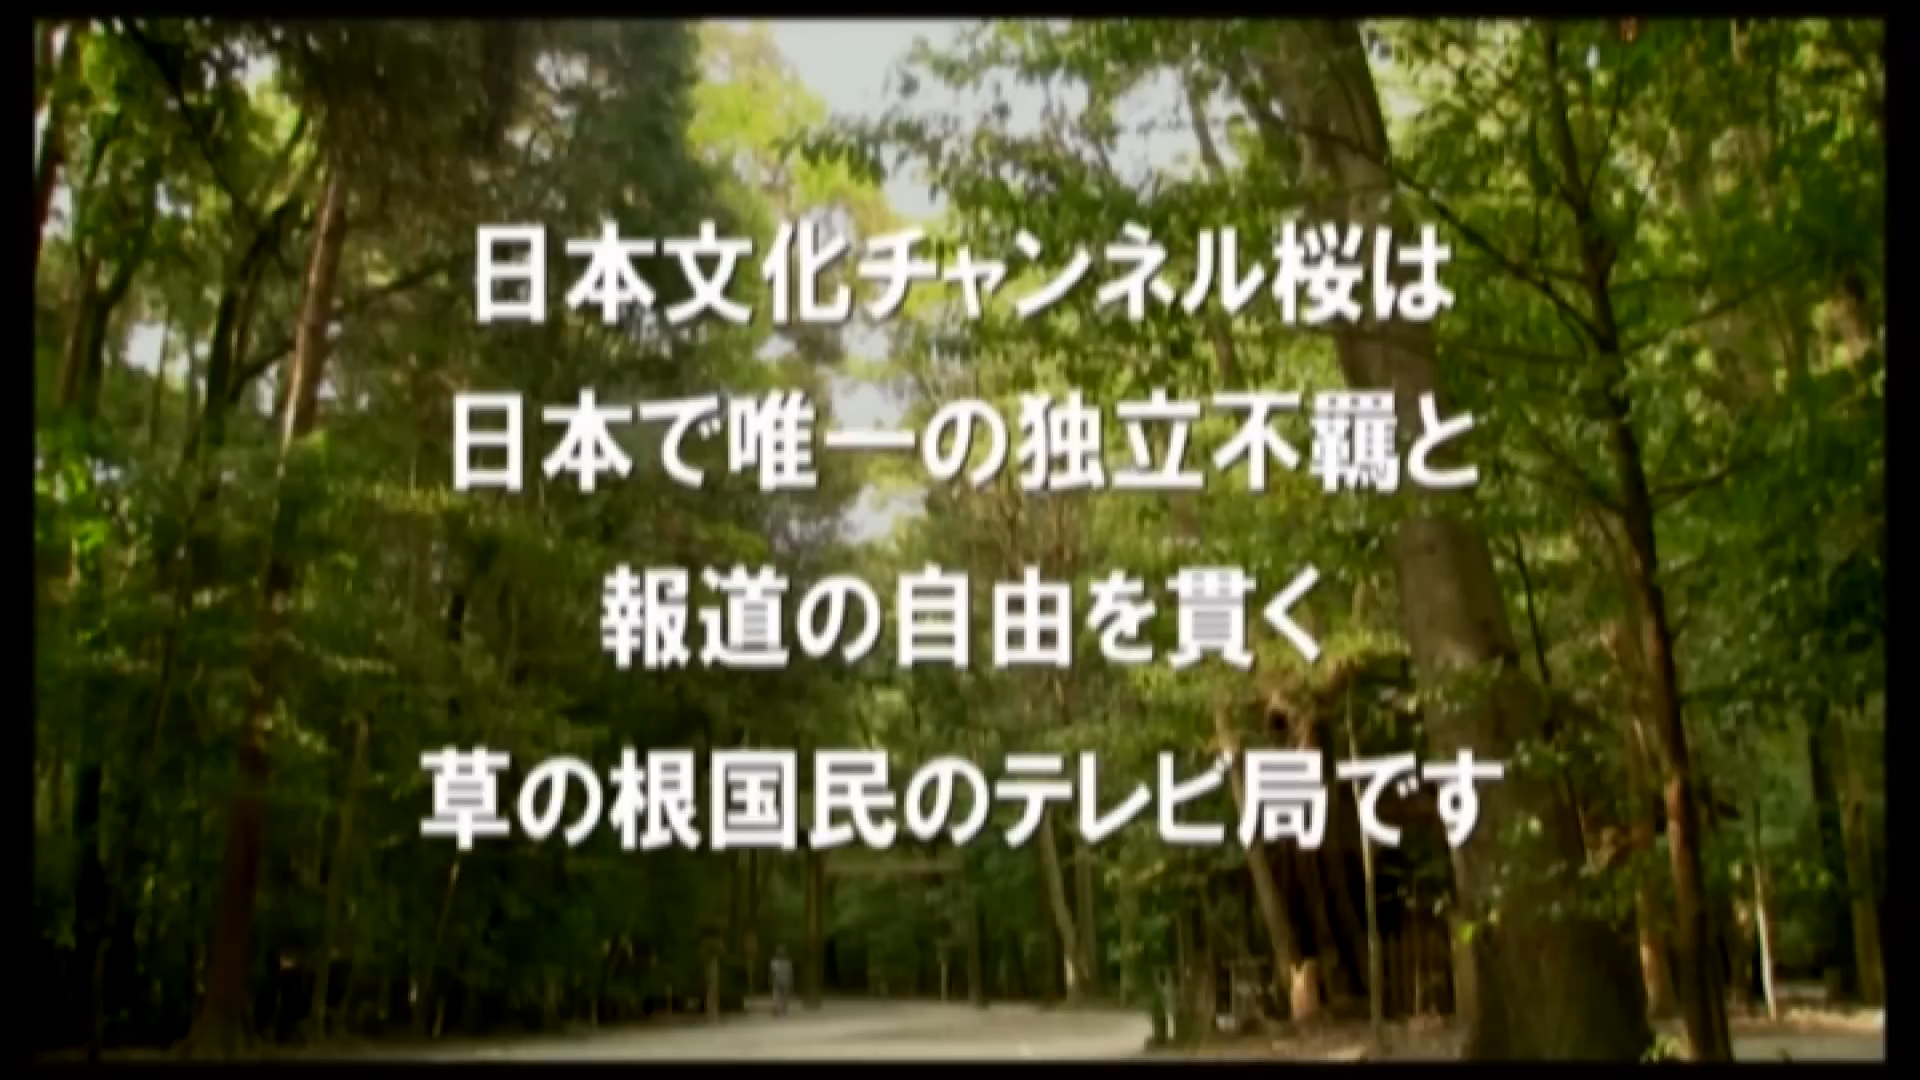 日本文化チャンネル桜は
日本で唯一の独立不羈と
報道の自由を貫く
草の根国民のテレビ局です